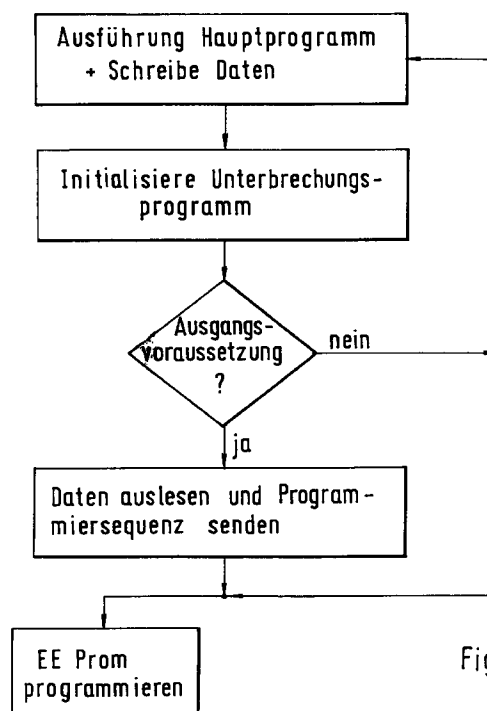 Ausführung Hauptprogramm
+ Schreibe Daten
Initialisiere Unterbrechungs-
programm
Ausgangs-
voraussetzung
?
nein
ja
Daten auslesen und Program-
miersequenz senden
EE Prom
programmieren
Fig